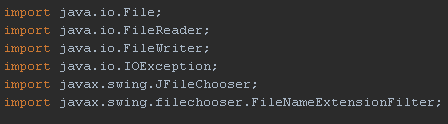 import java.io.File;
import java.io.FileReader;
import java.io.FileWriter;
import java.io.IOException;
import javax.swing.JFileChooser;
import javax.swing.filechooser.FileNameExtensionFilter;